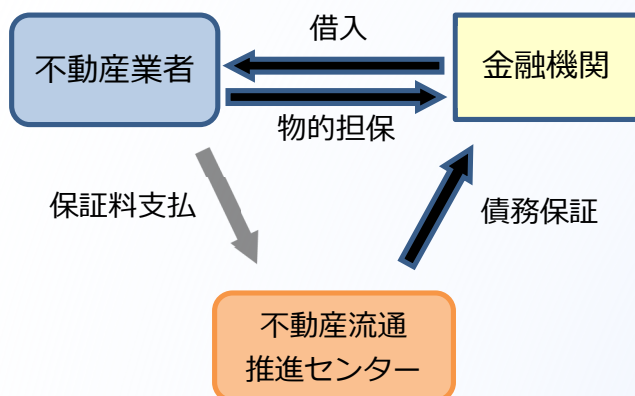 借入
不動産業者
金融機関
物的担保
保証料支払
債務保証
不動産流通
推進センター